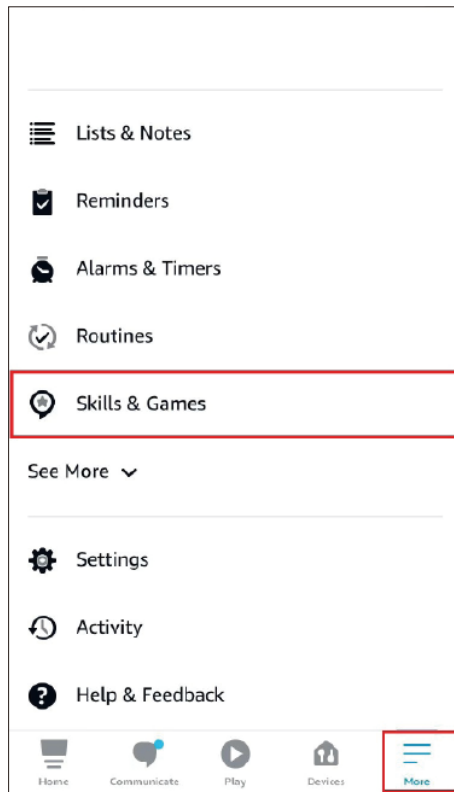 Lists & Notes
Reminders
Alarms & Timers
Routines
Skills & Games
See More
Settings
Activity
Help & Feedback
Home Communicate Play Devices More